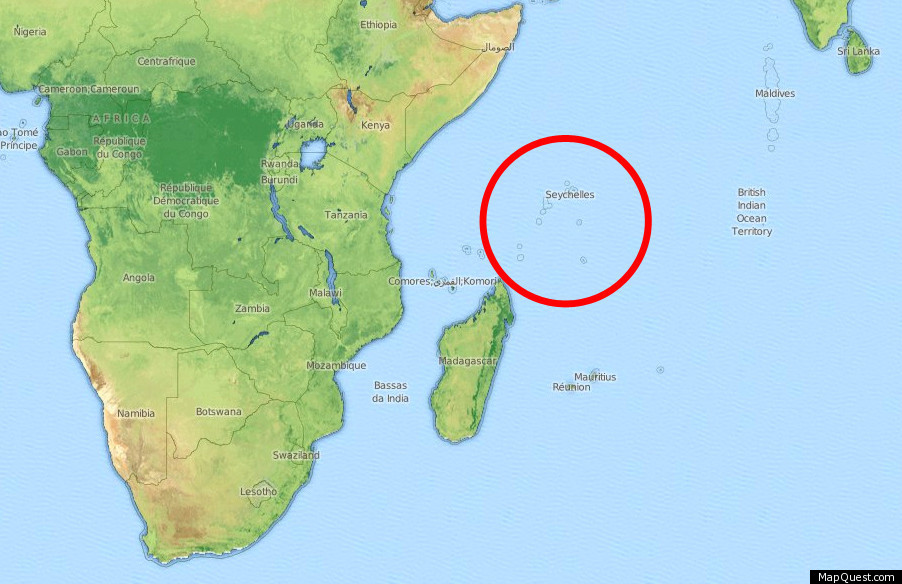 Ethiopia
Nigeria
الصومال
Sri Lanka
Centrafrique
Cameroon;Cameroun
Maldives
AFRICA
Uganda
Kenya
ao Tomé
Príncipe
République
du Congo
Gabon
Rwanda
Burundi
Seychelles
République
Démocratique
du Congo
British
Indian
Ocean
Territory
Tanzania
Angola
Comores;القمري;Komori
Malawi
Zambia
Mozambique
Madagascar
Mauritius
Réunion
Bassas
da India
Namibia
Botswana
Swaziland
Lesotho
MapQuest.com